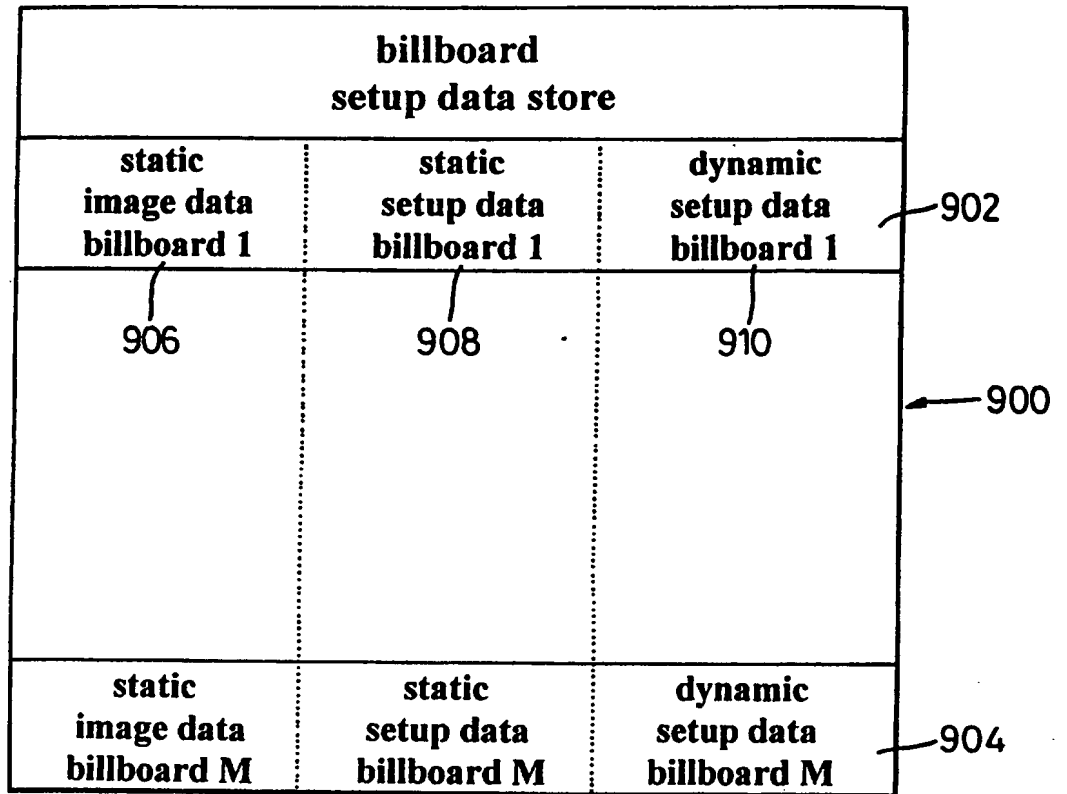 billboard
setup data store
static
image data
billboard 1
static
setup data
billboard 1
dynamic
setup data
billboard 1
902
906
908
910
900
static
image data
billboard M
static
setup data
billboard M
dynamic
setup data
billboard M
904